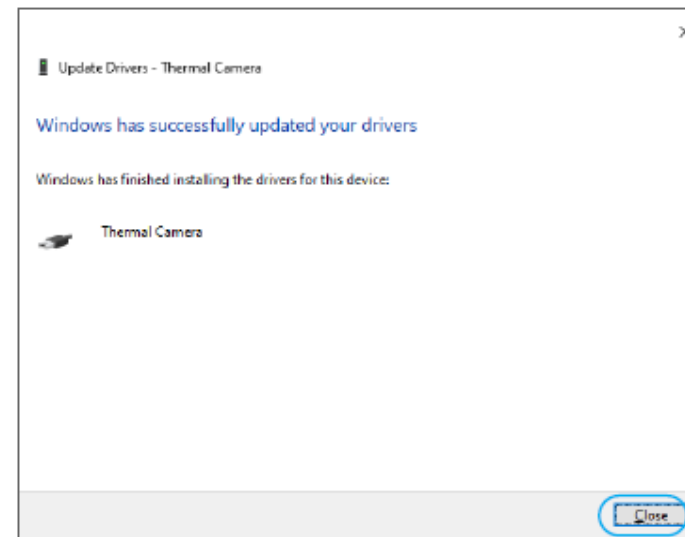 Update Drivers - Thermal Camera
Windows has successfully updated your drivers
Windows has finished installing the drivers for this device:
Thermal Camera
Close